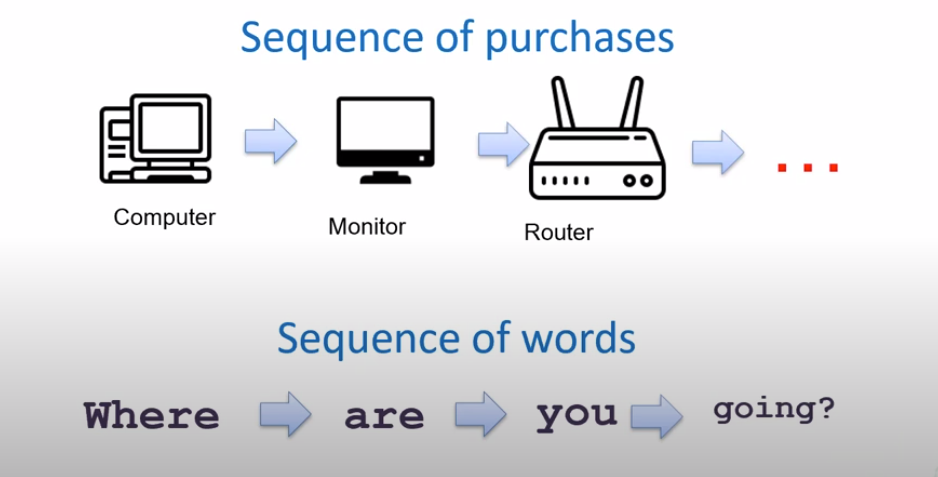 Sequence of purchases
Computer
Monitor
Router
...
Sequence of words
Where are you going?